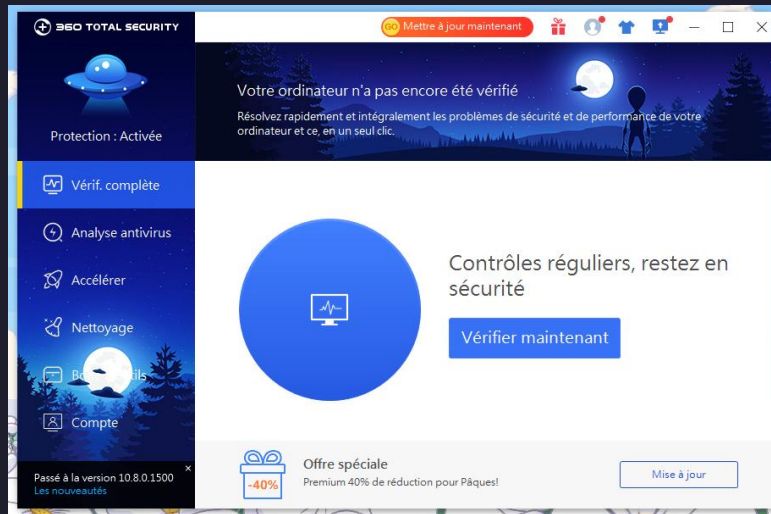 360 TOTAL SECURITY
GO Mettre à jour maintenant
Protection : Activée
Votre ordinateur n'a pas encore été vérifié
Résolvez rapidement et intégralement les problèmes de sécurité et de performance de votre
ordinateur et ce, en un seul clic.
Vérif. complète
Analyse antivirus
Accélérer
Nettoyage
Compte
Contrôles réguliers, restez en
sécurité
Vérifier maintenant
Passé à la version 10.8.0.1500
Les nouveautés
-40%
Offre spéciale
Premium 40% de réduction pour Pâques!
Mise à jour